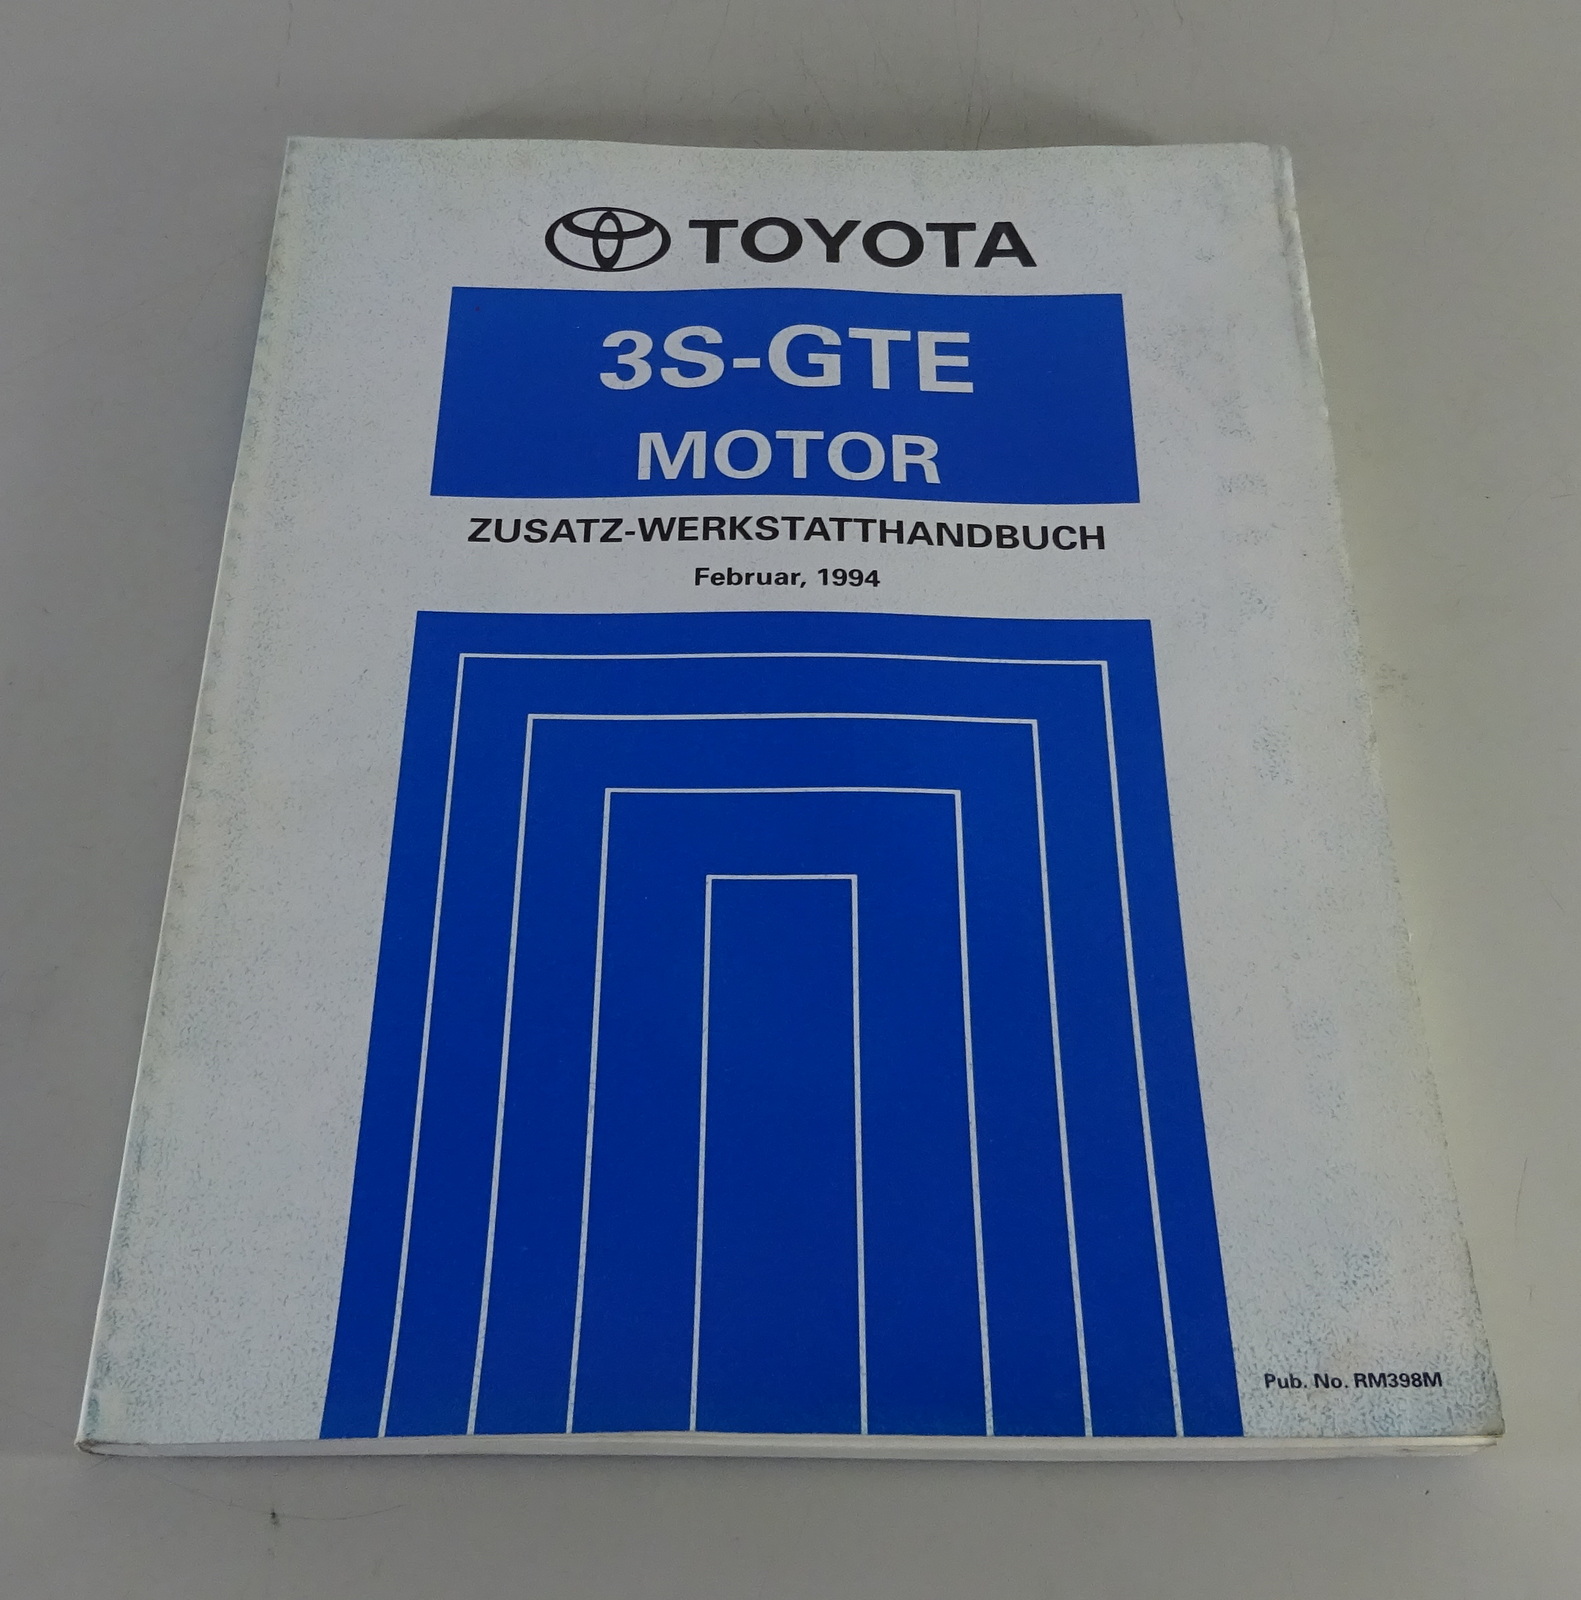 TOYOTA
3S-GTE
MOTOR
ZUSATZ-WERKSTATTHANDBUCH
Februar, 1994
Pub. No. RM398M